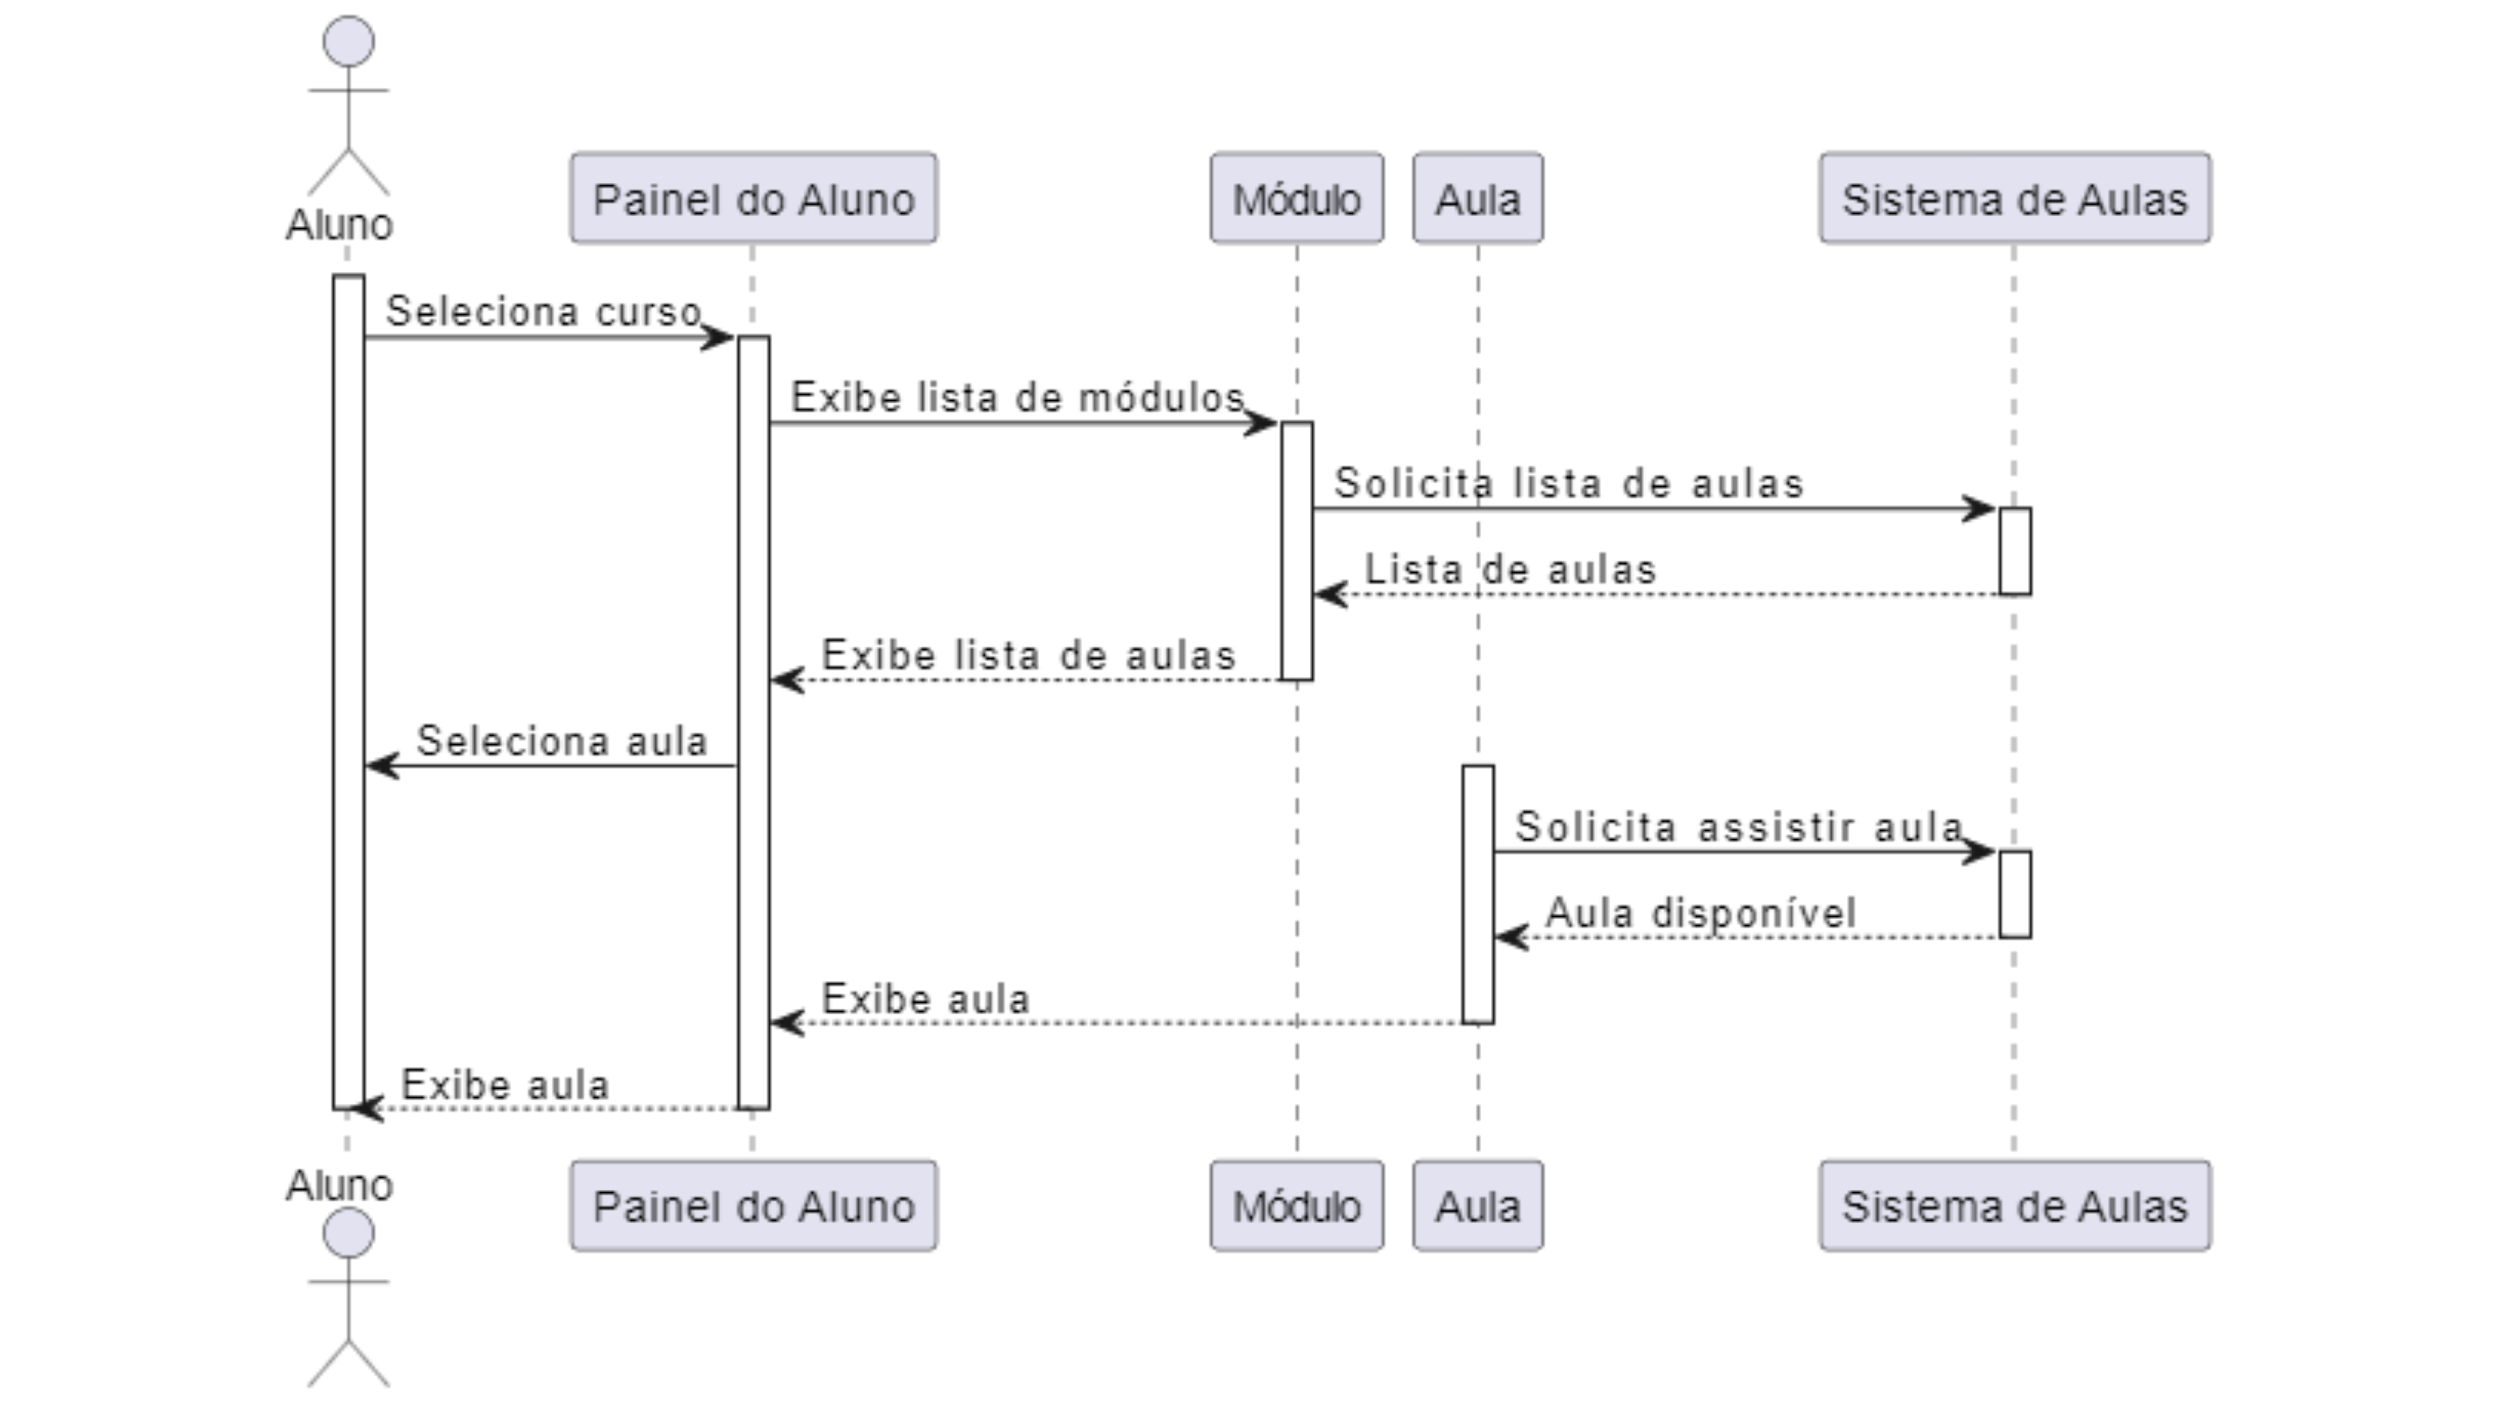 Aluno
Painel do Aluno
Módulo
Aula
Sistema de Aulas
Seleciona curso
Exibe lista de módulos
Solicita lista de aulas
Lista de aulas
Exibe lista de aulas
Seleciona aula
Solicita assistir aula
Aula disponível
Exibe aula
Exibe aula
Aluno
Painel do Aluno
Módulo
Aula
Sistema de Aulas